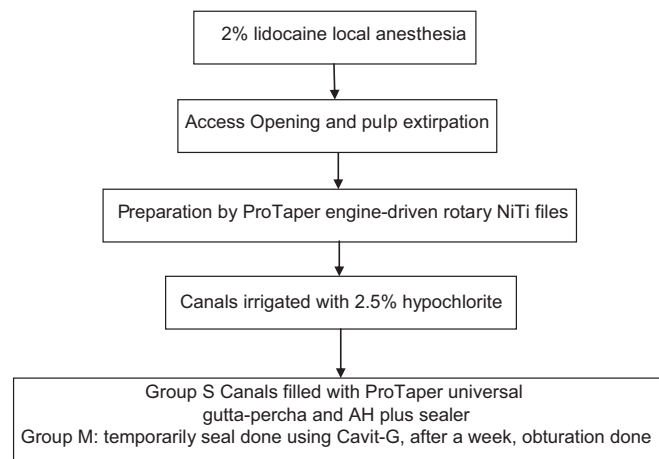 2% lidocaine local anesthesia
Access Opening and pulp extirpation
Preparation by ProTaper engine-driven rotary NiTi files
Canals irrigated with 2.5% hypochlorite
Group S Canals filled with ProTaper universal
gutta-percha and AH plus sealer
Group M: temporarily seal done using Cavit-G, after a week, obturation done